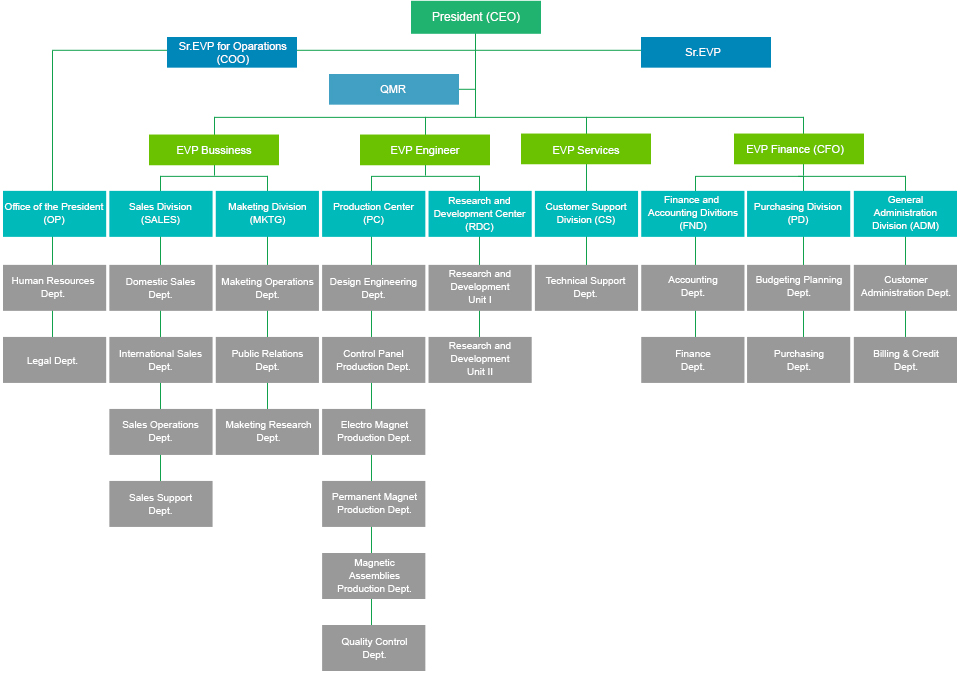 President (CEO)
Sr.EVP for Oparations
(COO)
Sr.EVP
QMR
EVP Bussiness
EVP Engineer
EVP Services
EVP Finance (CFO)
Office of the President
(OP)
Sales Division
(SALES)
Maketing Division
(MKTG)
Production Center
(PC)
Research and
Development Center
(RDC)
Customer Support
Division (CS)
Finance and
Accounting Divitions
(FND)
Purchasing Division
(PD)
General
Administration
Division (ADM)
Human Resources
Dept.
Domestic Sales
Dept.
Maketing Operations
Dept.
Design Engineering
Dept.
Research and
Development
Unit I
Technical Support
Dept.
Accounting
Dept.
Budgeting Planning
Dept.
Customer
Administration Dept.
Legal Dept.
International Sales
Dept.
Public Relations
Dept.
Control Panel
Production Dept.
Research and
Development
Unit II
Finance
Dept.
Purchasing
Dept.
Billing & Credit
Dept.
Sales Operations
Dept.
Maketing Research
Dept.
Electro Magnet
Production Dept.
Sales Support
Dept.
Permanent Magnet
Production Dept.
Magnetic
Assemblies
Production Dept.
Quality Control
Dept.